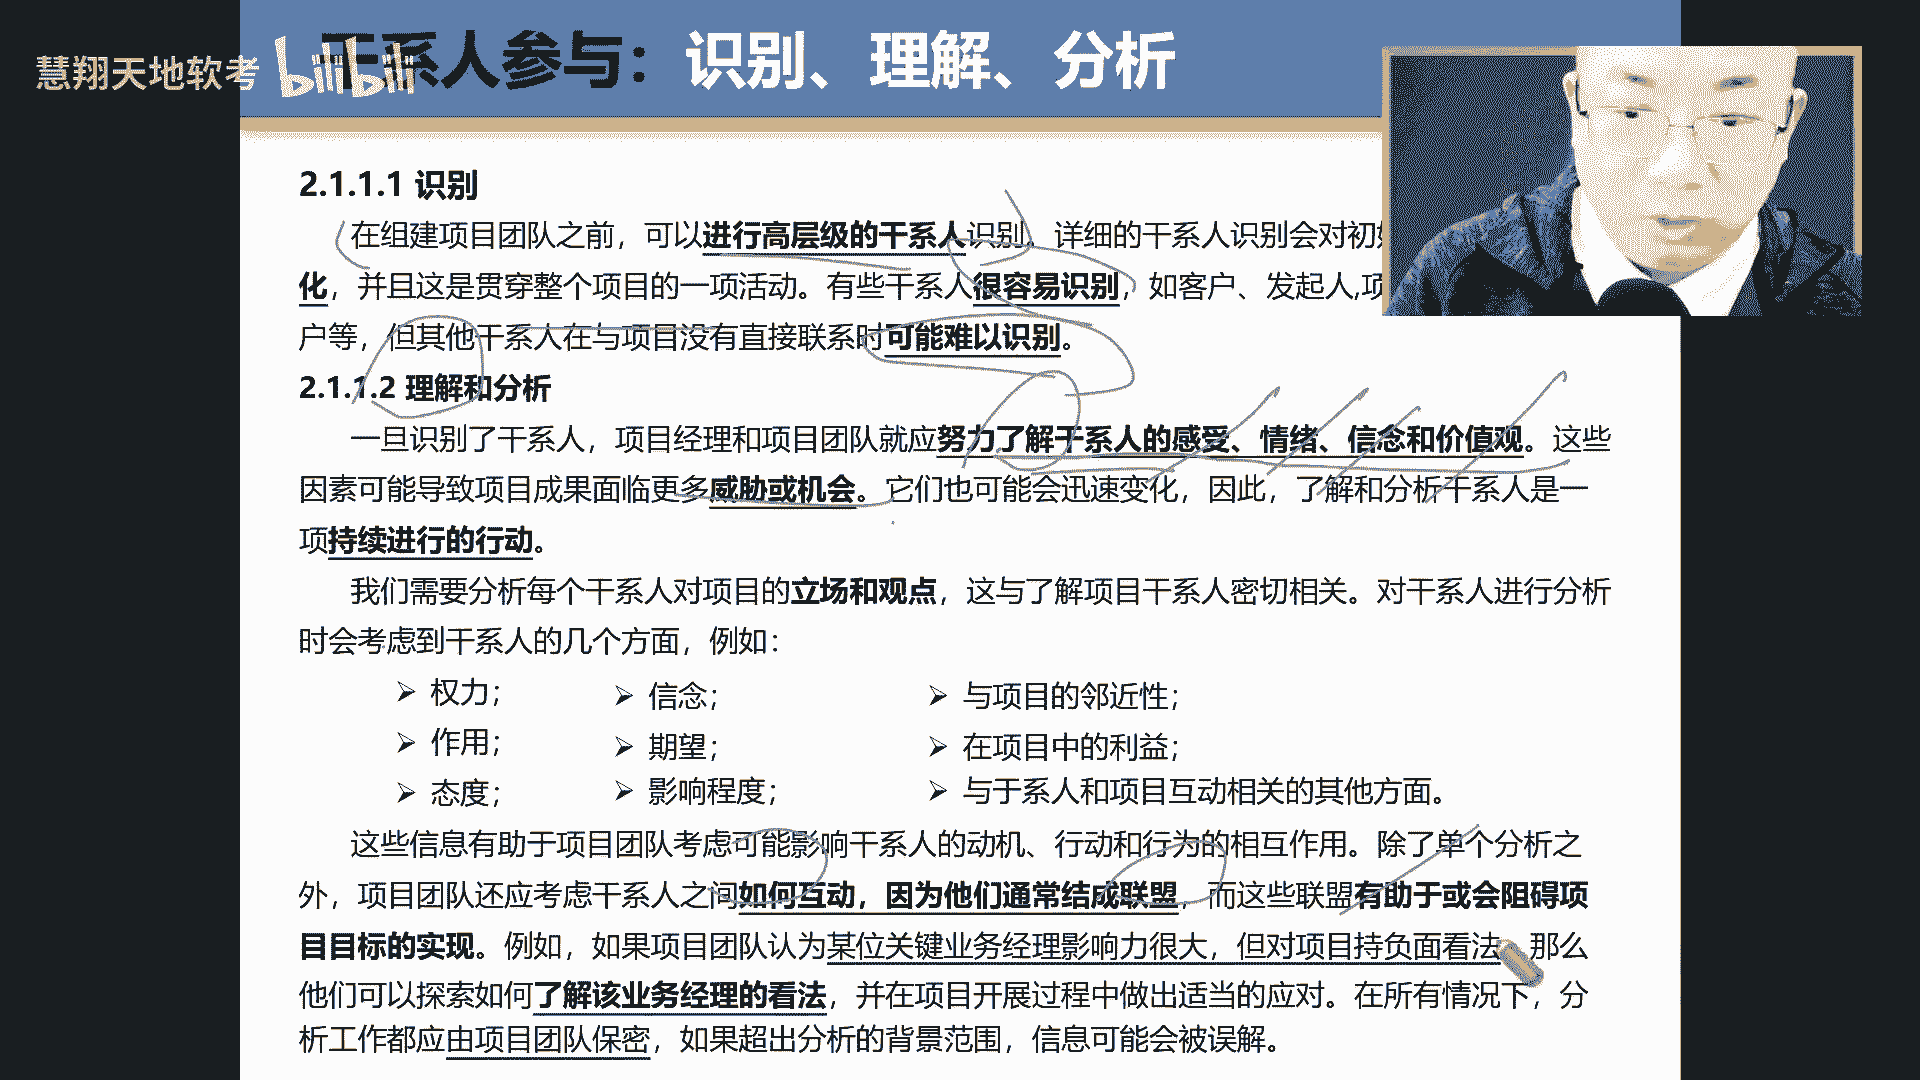 慧翔天地软考 bilibili 干系人参与：识别、理解、分析
2.1.1.1 识别
在组建项目团队之前，可以进行高层级的干系人识别。详细的干系人识别会对初
化，并且这是贯穿整个项目的一项活动。有些干系人很容易识别，如客户、发起人,项
户等，但其他干系人在与项目没有直接联系时可能难以识别。
2.1.1.2 理解和分析
一旦识别了干系人，项目经理和项目团队就应努力了解干系人的感受、情绪、信念和价值观。这些
因素可能导致项目成果面临更多威胁或机会。它们也可能会迅速变化，因此，了解和分析干系人是一
项持续进行的行动。
我们需要分析每个干系人对项目的立场和观点，这与了解项目干系人密切相关。对干系人进行分析
时会考虑到干系人的几个方面，例如：
➢ 权力； ➢ 信念； ➢ 与项目的邻近性；
➢ 作用； ➢ 期望； ➢ 在项目中的利益；
➢ 态度； ➢ 影响程度； ➢ 与于系人和项目互动相关的其他方面。
这些信息有助于项目团队考虑可能影响干系人的动机、行动和行为的相互作用。除了单个分析之
外，项目团队还应考虑干系人之间如何互动，因为他们通常结成联盟，而这些联盟有助于或会阻碍项
目目标的实现。例如，如果项目团队认为某位关键业务经理影响力很大，但对项目持负面看法 那么
他们可以探索如何了解该业务经理的看法，并在项目开展过程中做出适当的应对。在所有情况下，分
析工作都应由项目团队保密，如果超出分析的背景范围，信息可能会被误解。